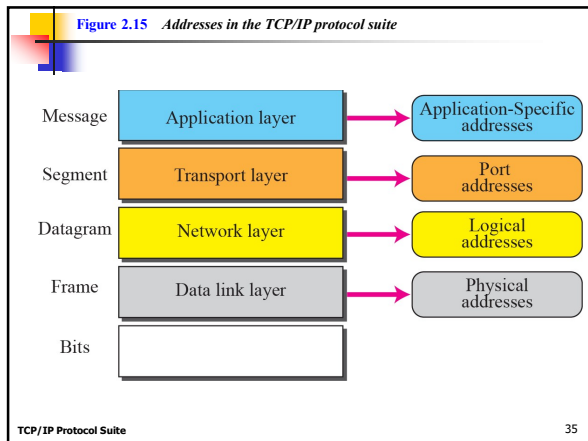 Figure 2.15 Addresses in the TCP/IP protocol suite
Message
Application layer
Application-Specific
addresses
Segment
Transport layer
Port
addresses
Datagram
Network layer
Logical
addresses
Frame
Data link layer
Physical
addresses
Bits
TCP/IP Protocol Suite
35